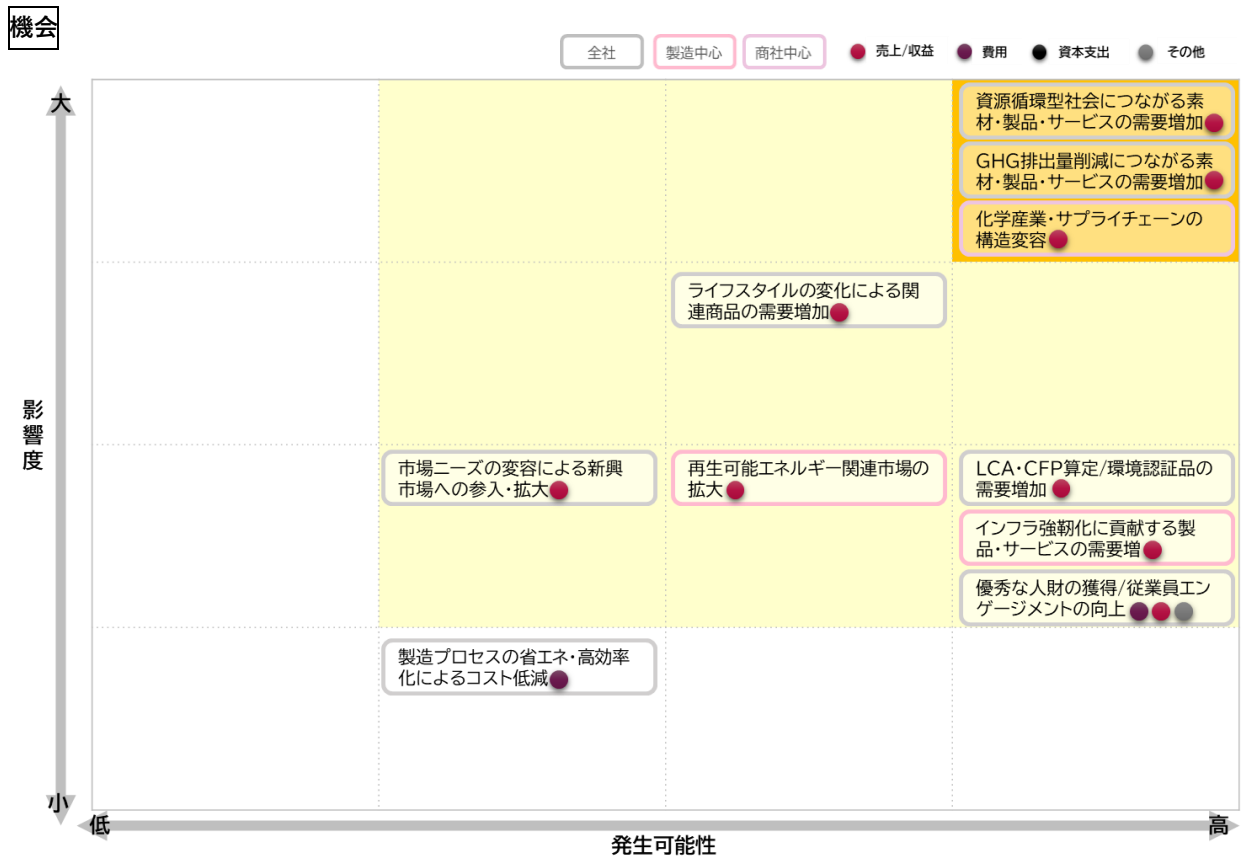 機会
全社
製造中心
商社中心
売上/収益
費用
資本支出
その他
大
資源循環型社会につながる素
材・製品・サービスの需要増加
GHG排出量削減につながる素
材・製品・サービスの需要増加
化学産業・サプライチェーンの
構造変容
ライフスタイルの変化による関
連商品の需要増加
影響度
市場ニーズの変容による新興
市場への参入・拡大
再生可能エネルギー関連市場の
拡大
LCA・CFP算定/環境認証品の
需要増加
インフラ強靭化に貢献する製
品・サービスの需要増
優秀な人財の獲得/従業員エン
ゲージメントの向上
製造プロセスの省エネ・高効率
化によるコスト低減
小
低
高
発生可能性